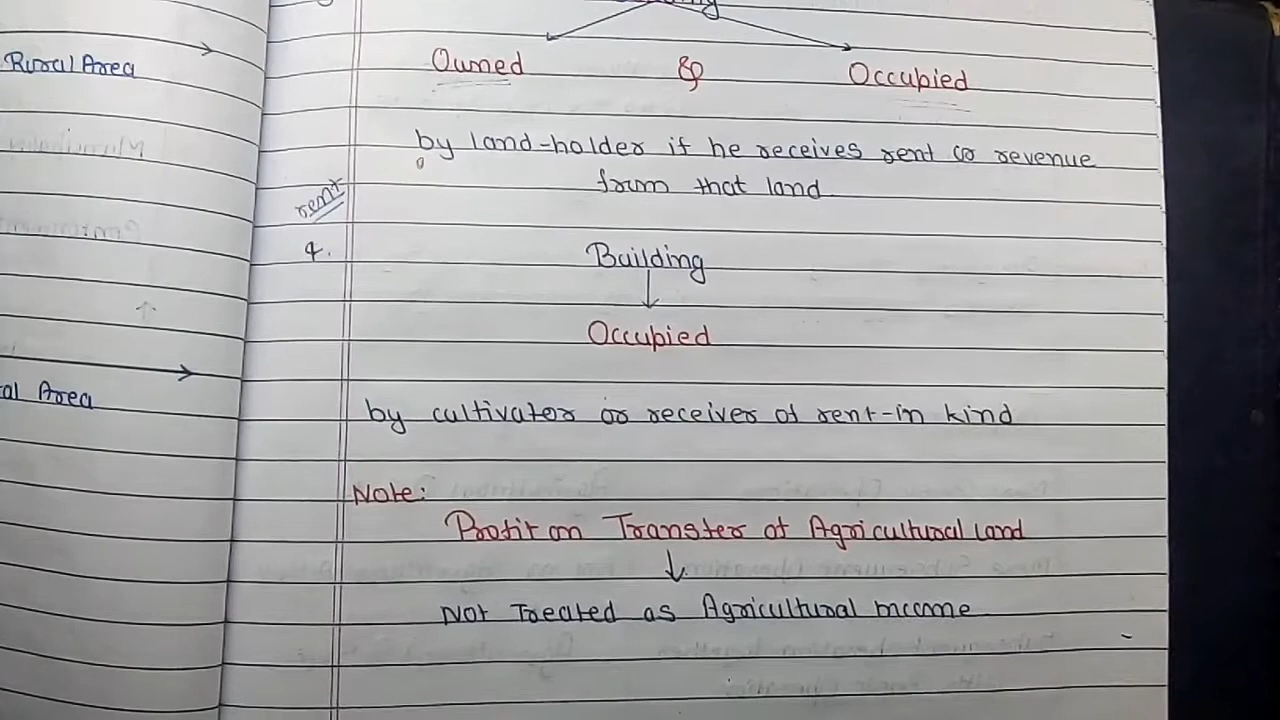 Rural Area
Owned & Occupied
by land-holder if he receives rent or revenue
from that land
rent
4. Building
Occupied
al Area
by cultivator or receiver of rent-in kind
Note:
Profit on Transfer of Agricultural Land
Not Treated as Agricultural income